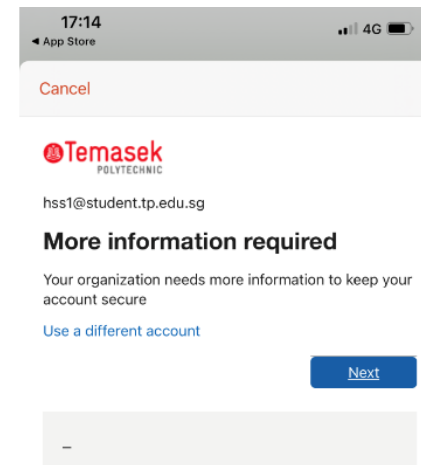 17:14
4G
◀ App Store
Cancel
Temasek
POLYTECHNIC
hss1@student.tp.edu.sg
More information required
Your organization needs more information to keep your
account secure
Use a different account
Next